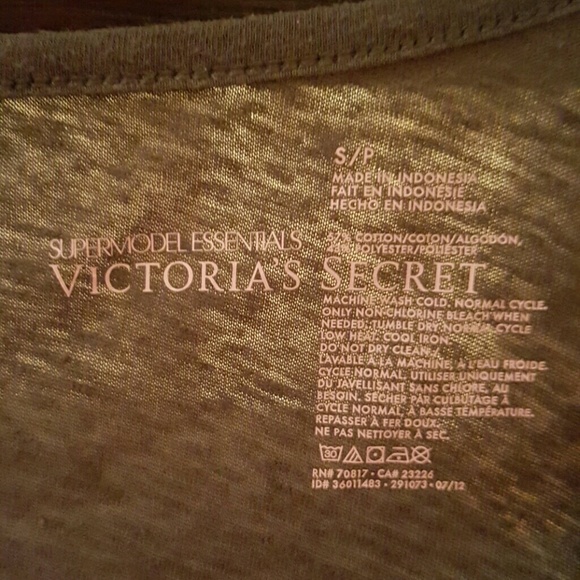 S/P
MADE IN INDONESIA
FAIT EN INDONÉSIE
HECHO EN INDONESIA
COTTON/COTON/ALGODÓN,
POLYESTER/POLIÉSTER
SUPERMODEL ESSENTIALS
VICTORIA'S SECRET
MACHINE WASH COLD. NORMAL CYCLE.
ONLY NON-CHLORINE BLEACH WHEN
NEEDED. TUMBLE DRY NORMAL CYCLE
LOW HEAT. COOL IRON.
DO NOT DRY CLEAN.
LAVABLE À LA MACHINE, À L'EAU FROIDE.
CYCLE NORMAL. UTILISER UNIQUEMENT
DU JAVELLISANT SANS CHLORE, AU
BESOIN. SÉCHER PAR CULBUTAGE À
CYCLE NORMAL, À BASSE TEMPÉRATURE.
REPASSER À FER DOUX.
NE PAS NETTOYER À SEC.
30
RN# 70817 • CA# 23226
ID# 36011483 • 291073 • 07/12